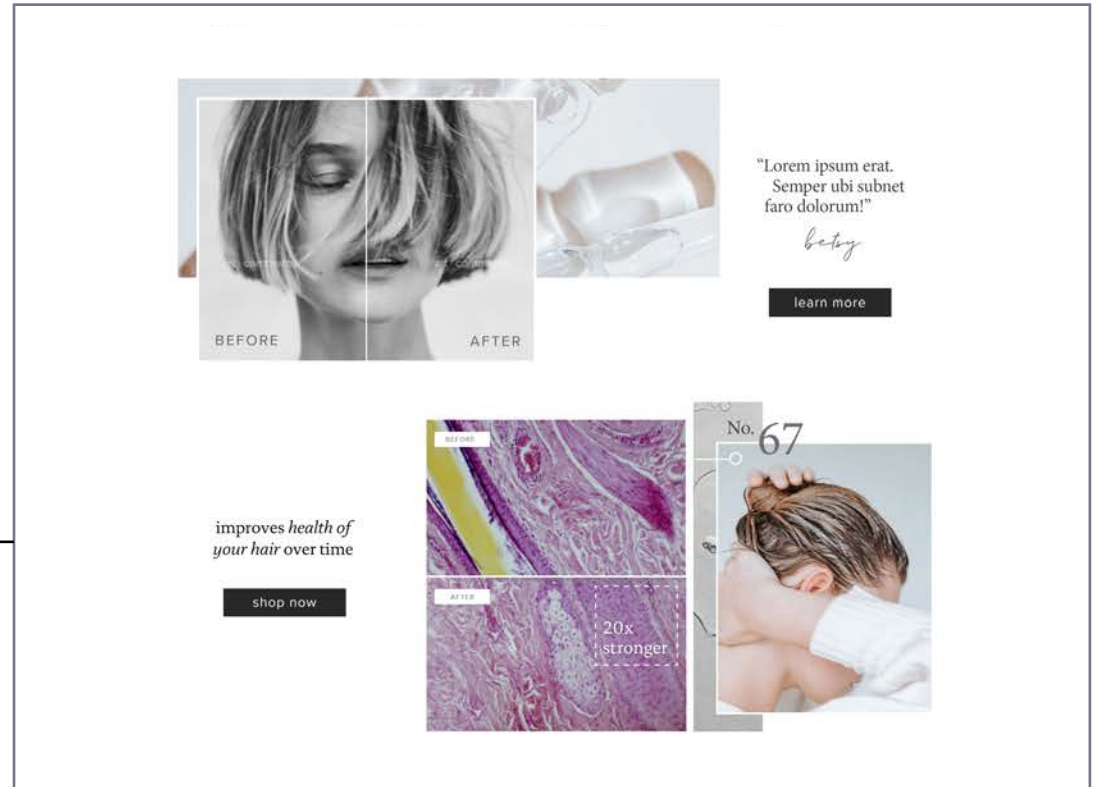 BEFORE
AFTER
“Lorem ipsum erat.
Semper ubi subnet
faro dolorum!”
betsy
learn more
improves health of
your hair over time
shop now
BEFORE
AFTER
20x
stronger
No. 67